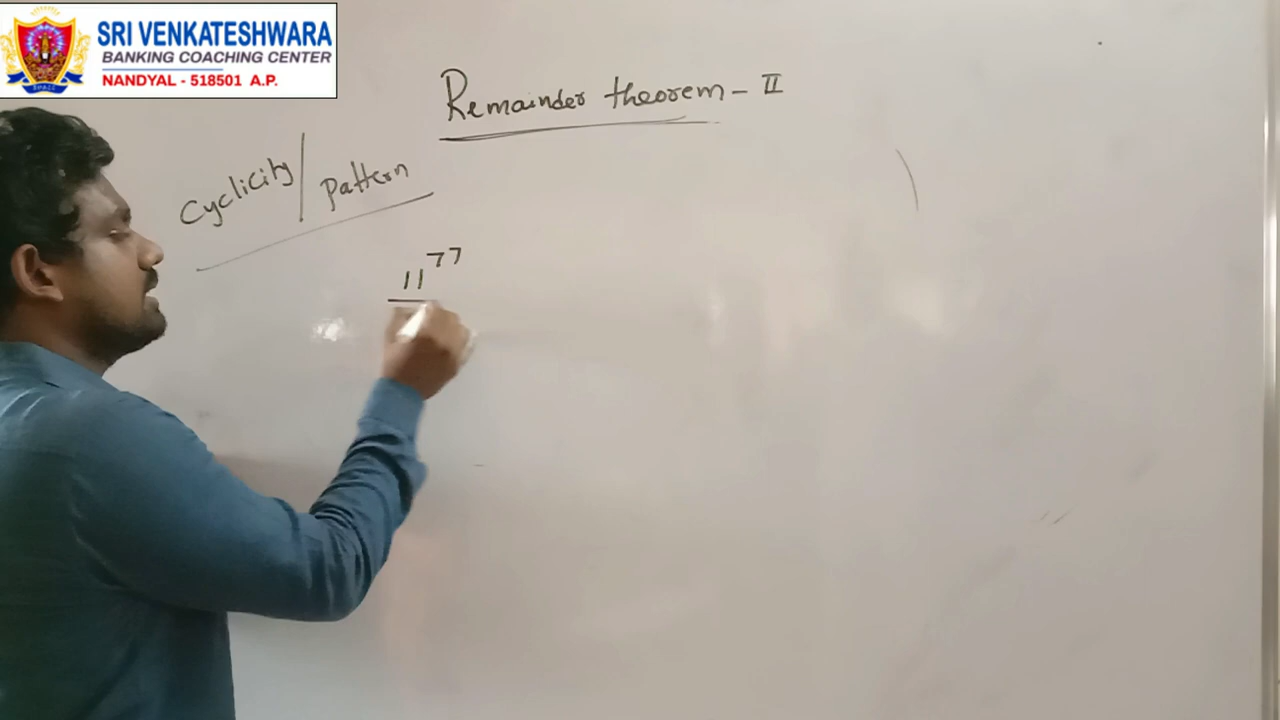 SRI VENKATESHWARA
BANKING COACHING CENTER
NANDYAL - 518501 A.P.
Remainder theorem - II
Cyclicity / Pattern
11^77